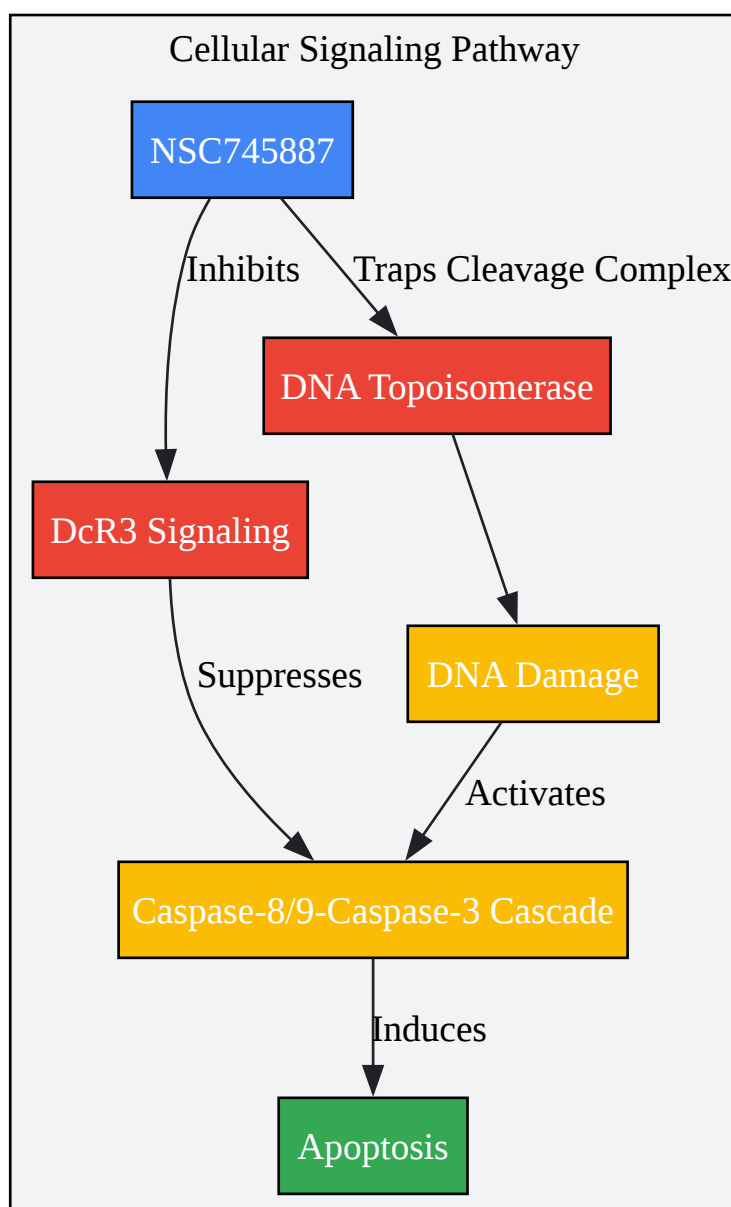 Cellular Signaling Pathway
NSC745887
Inhibits
Traps Cleavage Complex
DNA Topoisomerase
DcR3 Signaling
Suppresses
DNA Damage
Activates
Caspase-8/9-Caspase-3 Cascade
Induces
Apoptosis